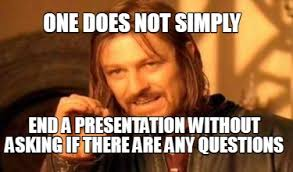 ONE DOES NOT SIMPLY
END A PRESENTATION WITHOUT
ASKING IF THERE ARE ANY QUESTIONS